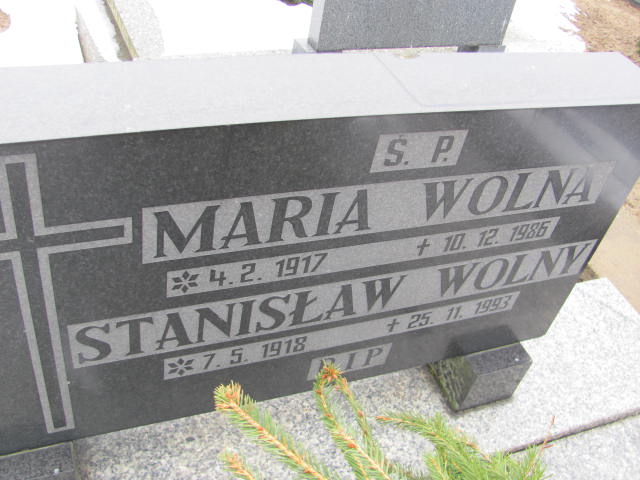 Ś. P.
MARIA WOLNA
* 4. 2. 1917 + 10. 12. 1986
STANISŁAW WOLNY
* 7. 5. 1918 + 25. 11. 1993
R I P